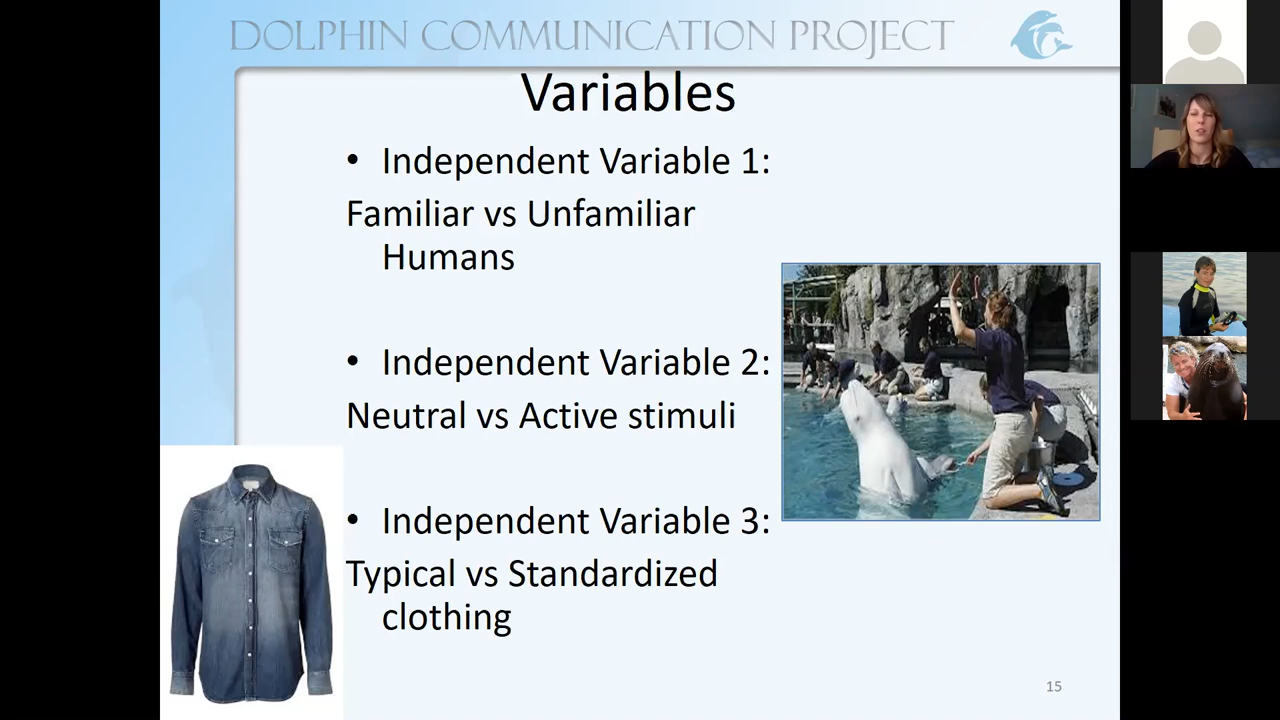 DOLPHIN COMMUNICATION PROJECT
Variables
• Independent Variable 1:
Familiar vs Unfamiliar
Humans
• Independent Variable 2:
Neutral vs Active stimuli
• Independent Variable 3:
Typical vs Standardized
clothing
15